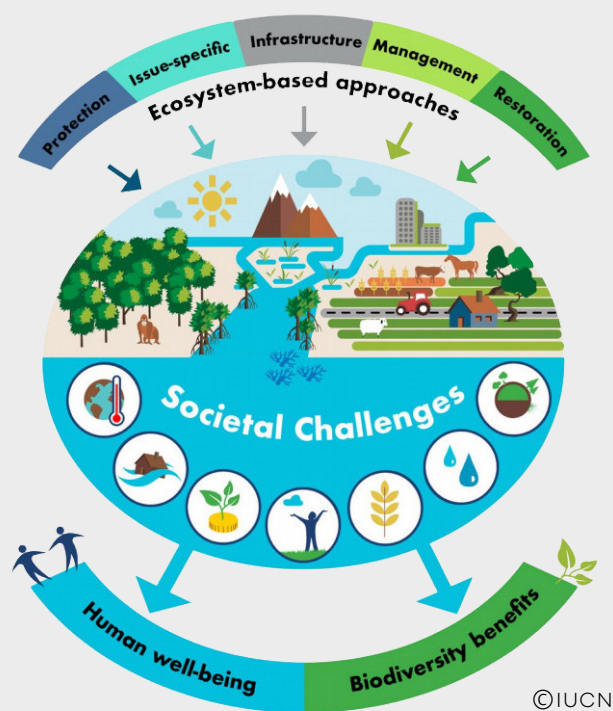 Protection
Issue-specific
Infrastructure
Management
Restoration
Ecosystem-based approaches
Societal Challenges
Human well-being
Biodiversity benefits
©IUCN